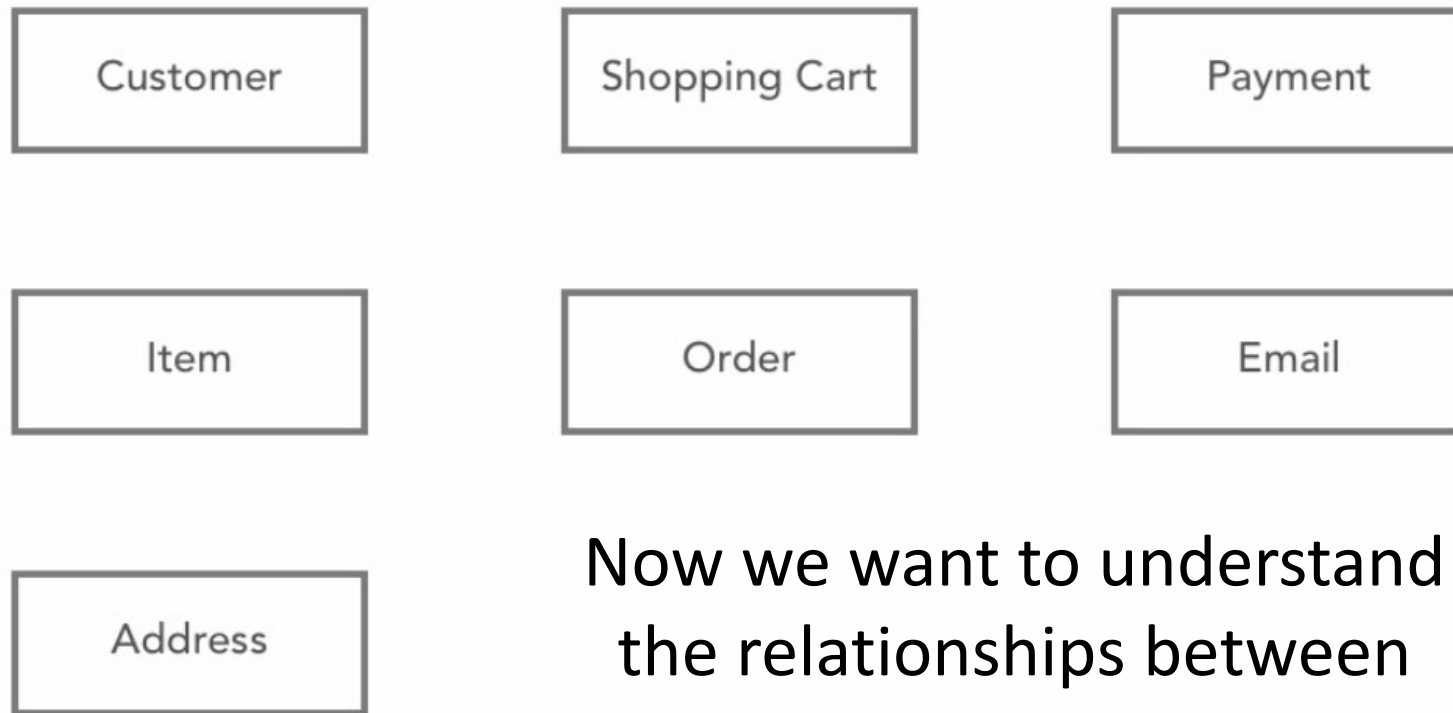 Customer
Shopping Cart
Payment
Item
Order
Email
Address
Now we want to understand
the relationships between